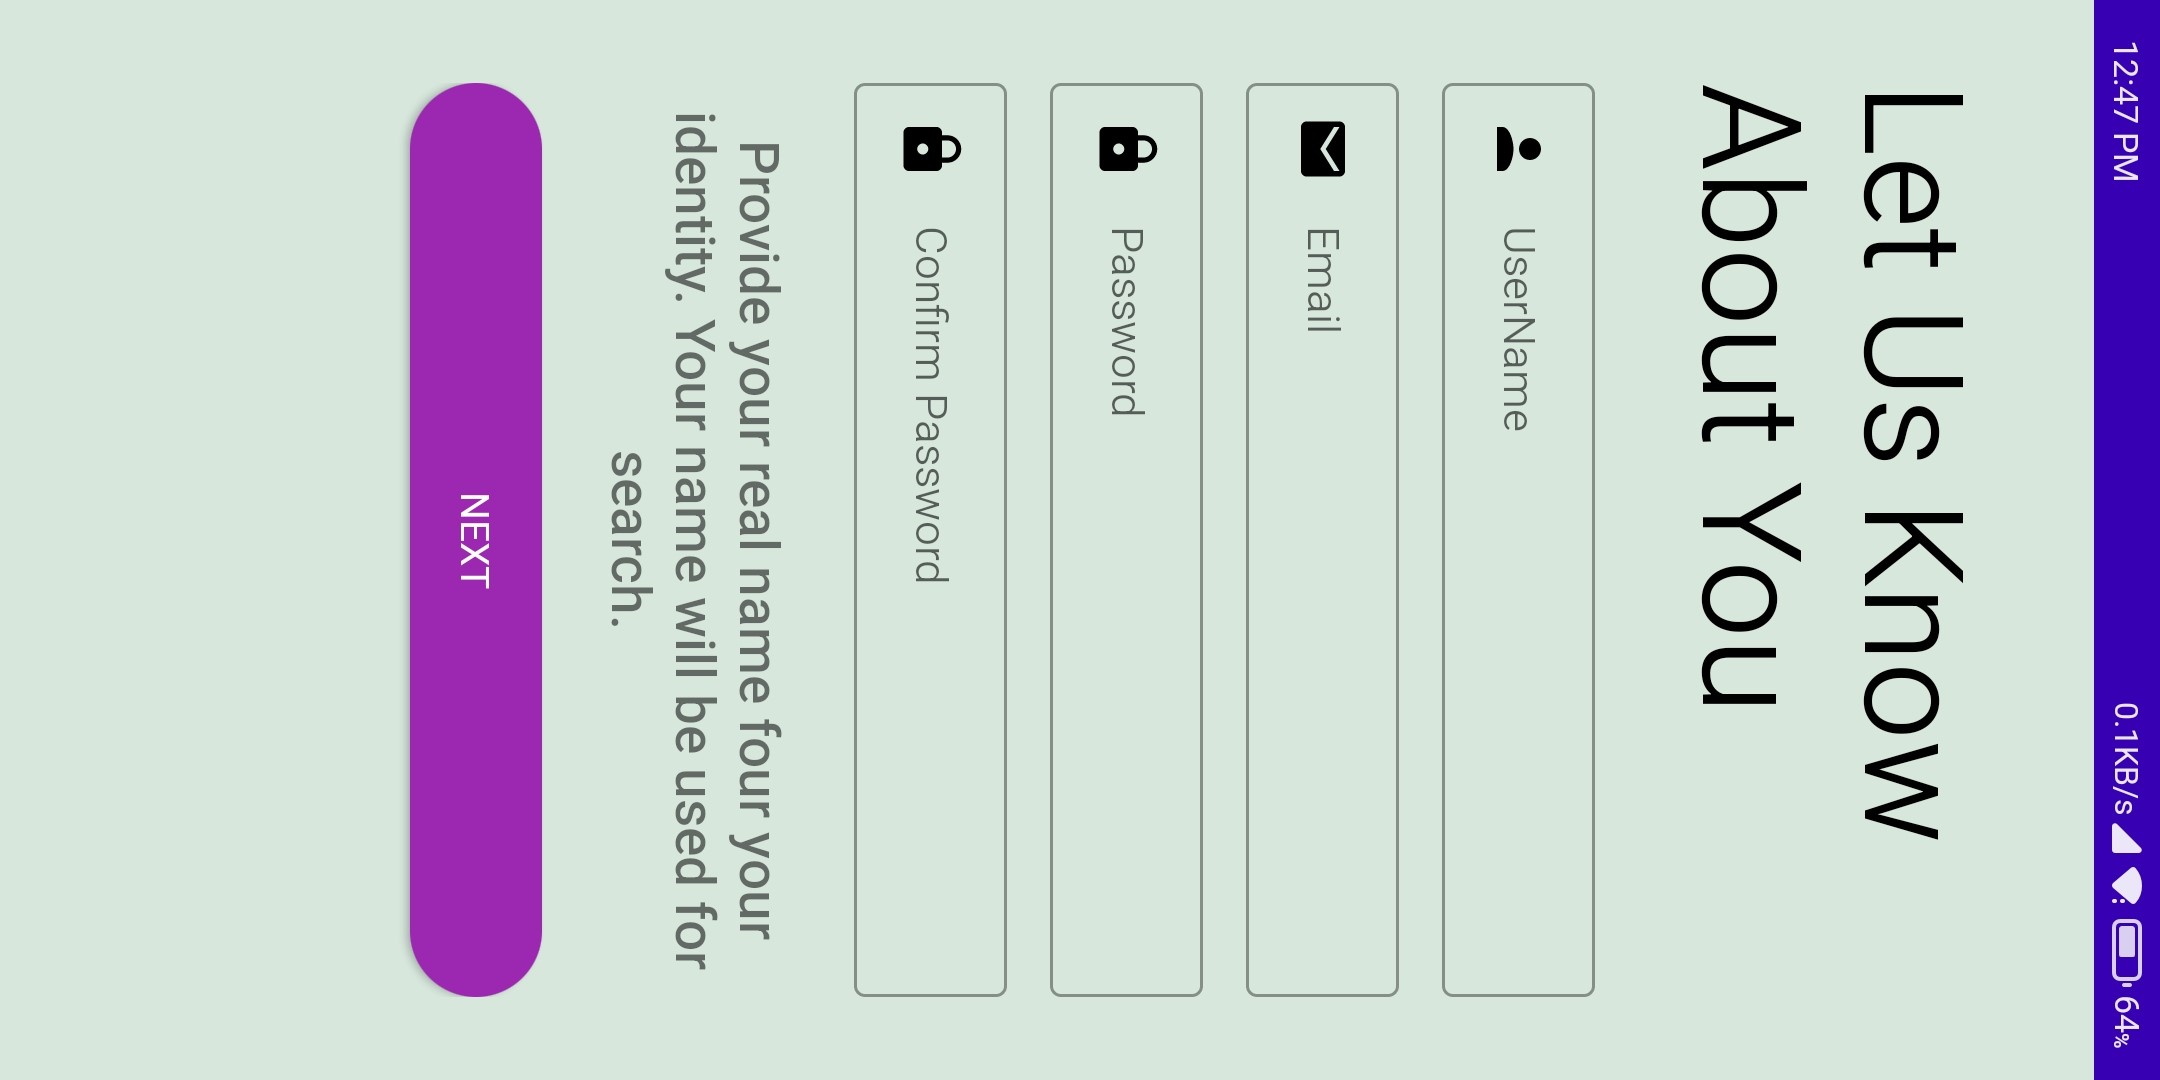 12:47 PM 0.1KB/s 64%
Let Us Know
About You
UserName
Email
Password
Confirm Password
Provide your real name four your
identity. Your name will be used for
search.
NEXT